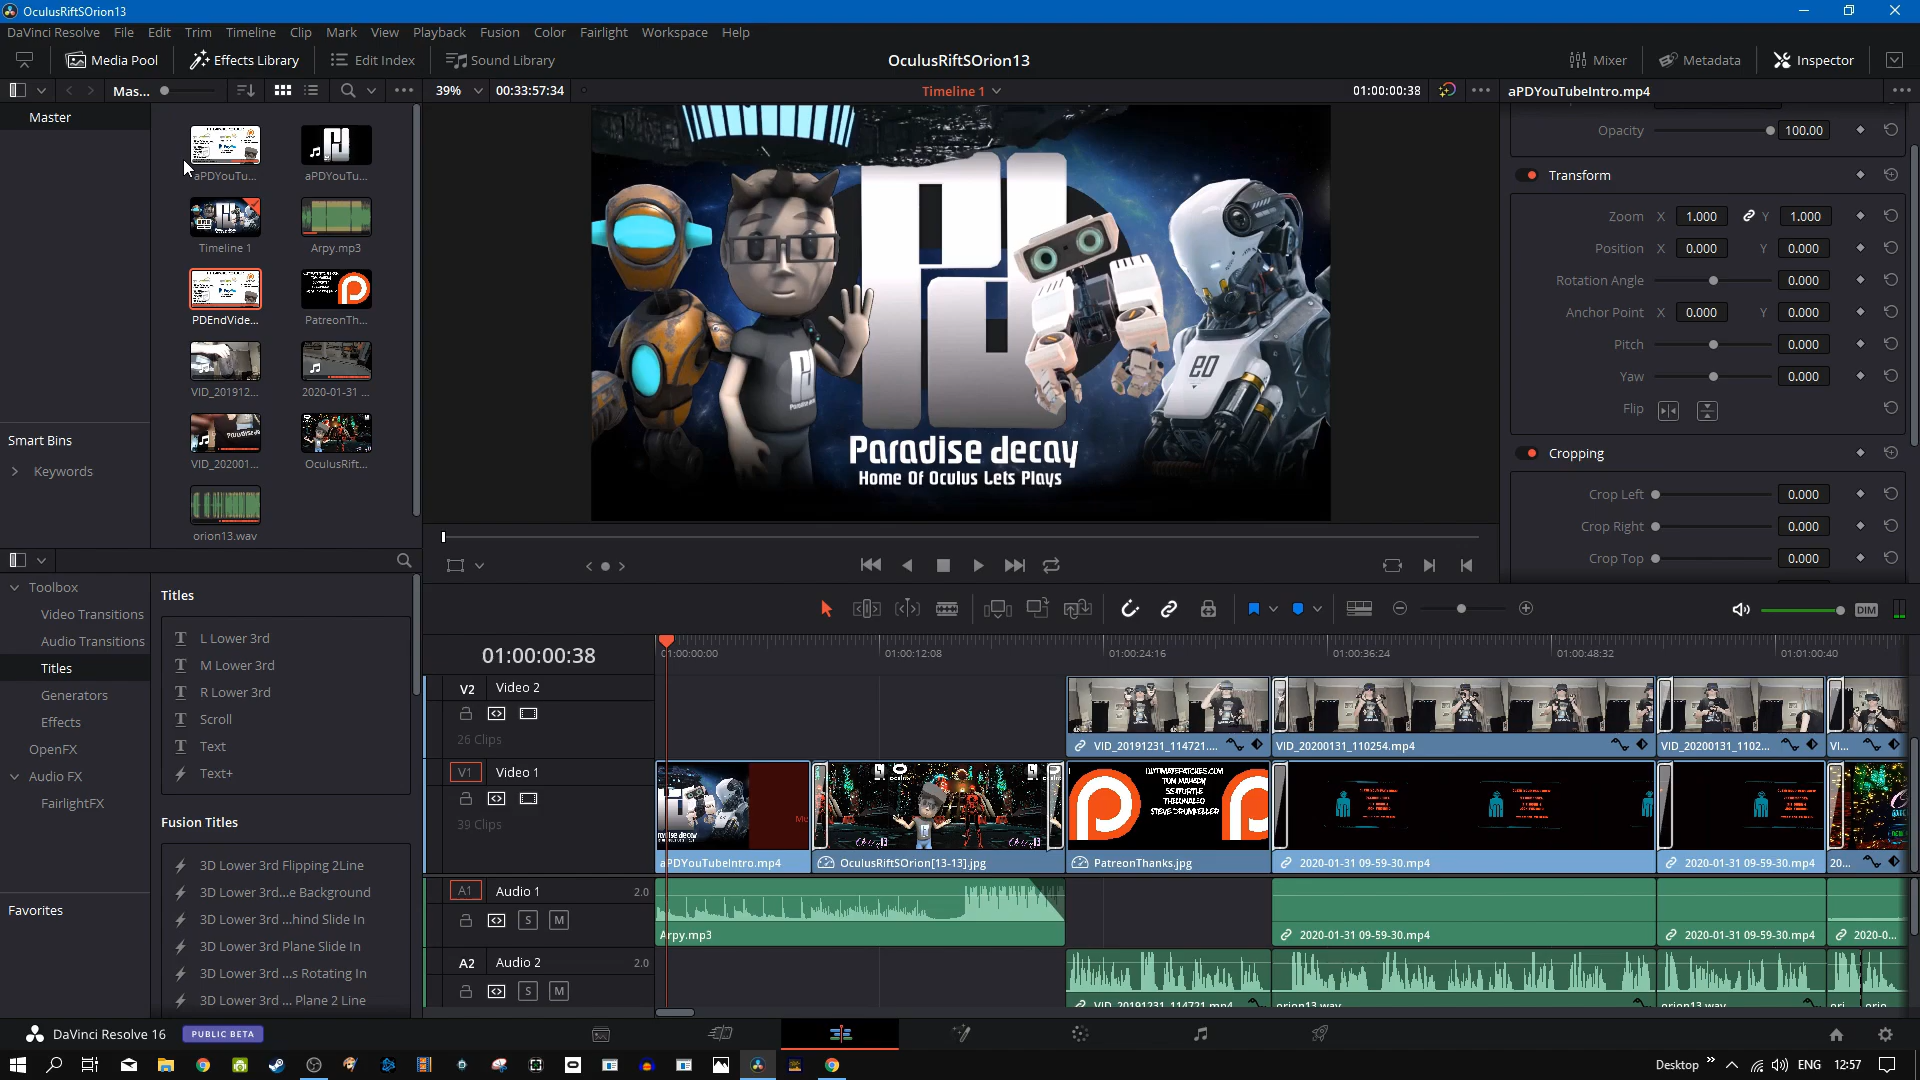 OculusRiftSOrion13
DaVinci Resolve File Edit Trim Timeline Clip Mark View Playback Fusion Color Fairlight Workspace Help
Media Pool Effects Library Edit Index Sound Library OculusRiftSOrion13 Mixer Metadata Inspector
Mas... 39% 00:33:57:34 Timeline 1 01:00:00:38 aPDYouTubeIntro.mp4
Master
aPDYouTu... aPDYouTu...
Timeline 1 Arpy.mp3
PDEndVide... PatreonTh...
VID_201912... 2020-01-31 ...
VID_202001... OculusRift...
orion13.wav
Smart Bins
Keywords
Paradise decay
Home Of Oculus Lets Plays
Opacity 100.00
Transform
Zoom X 1.000 Y 1.000
Position X 0.000 Y 0.000
Rotation Angle 0.000
Anchor Point X 0.000 Y 0.000
Pitch 0.000
Yaw 0.000
Flip
Cropping
Crop Left 0.000
Crop Right 0.000
Crop Top 0.000
Toolbox
Video Transitions
Audio Transitions
Titles
Generators
Effects
OpenFX
Audio FX
FairlightFX
Favorites
Titles
L Lower 3rd
M Lower 3rd
R Lower 3rd
Scroll
Text
Text+
Fusion Titles
3D Lower 3rd Flipping 2Line
3D Lower 3rd...e Background
3D Lower 3rd ...hind Slide In
3D Lower 3rd Plane Slide In
3D Lower 3rd ...s Rotating In
3D Lower 3rd ... Plane 2 Line
DIM
01:00:00:38
01:00:00:00 01:00:12:08 01:00:24:16 01:00:36:24 01:00:48:32 01:01:00:40
V2 Video 2
26 Clips
VID_20191231_114721.... VID_20200131_110254.mp4 VID_20200131_1102... VI...
V1 Video 1
39 Clips
aPDYouTubeIntro.mp4 OculusRiftSOrion[13-13].jpg PatreonThanks.jpg 2020-01-31 09-59-30.mp4 2020-01-31 09-59-30.mp4 20...
A1 Audio 1 2.0
S M
Arpy.mp3 2020-01-31 09-59-30.mp4 2020-01-31 09-59-30.mp4 2020-0...
A2 Audio 2 2.0
S M
VID_20191231_114721.mp4 orion13.wav orion13.wav
DaVinci Resolve 16 PUBLIC BETA
Desktop ENG 12:57